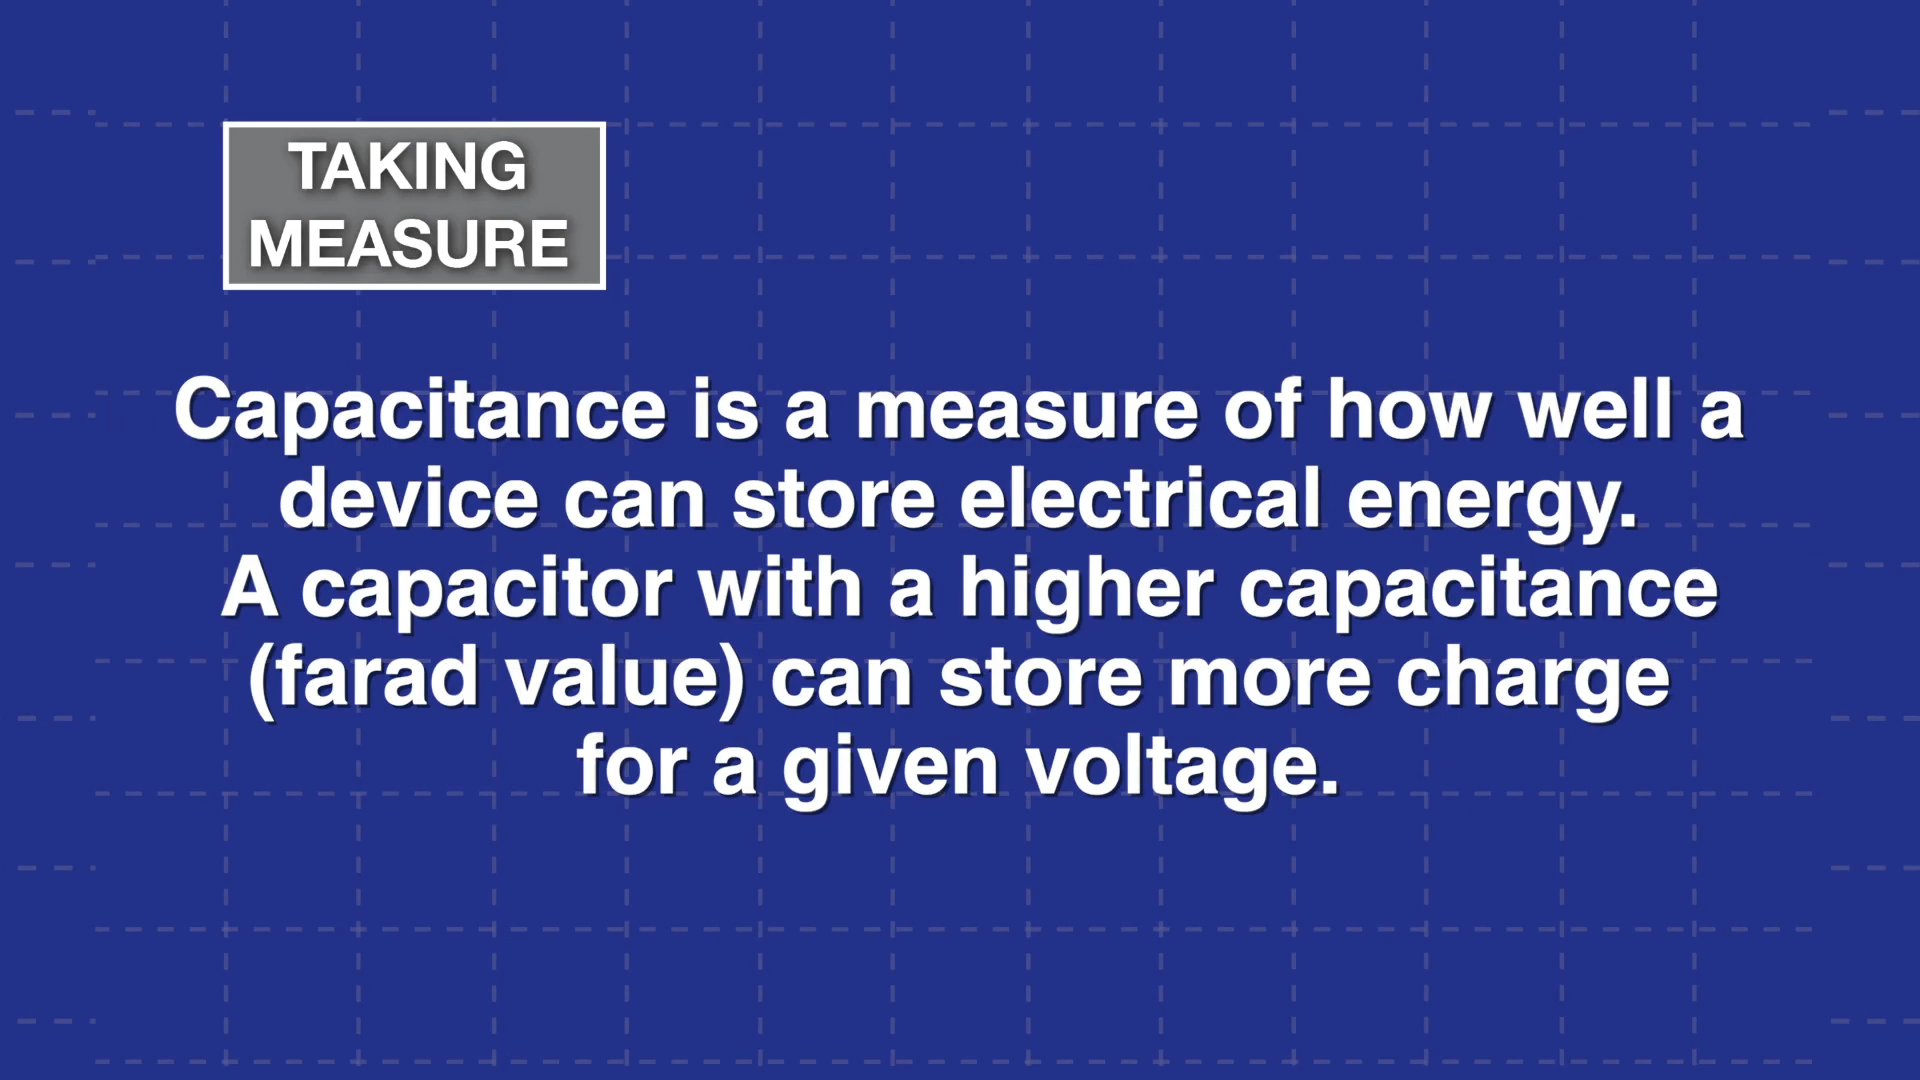 TAKING
MEASURE
Capacitance is a measure of how well a
device can store electrical energy.
A capacitor with a higher capacitance
(farad value) can store more charge
for a given voltage.